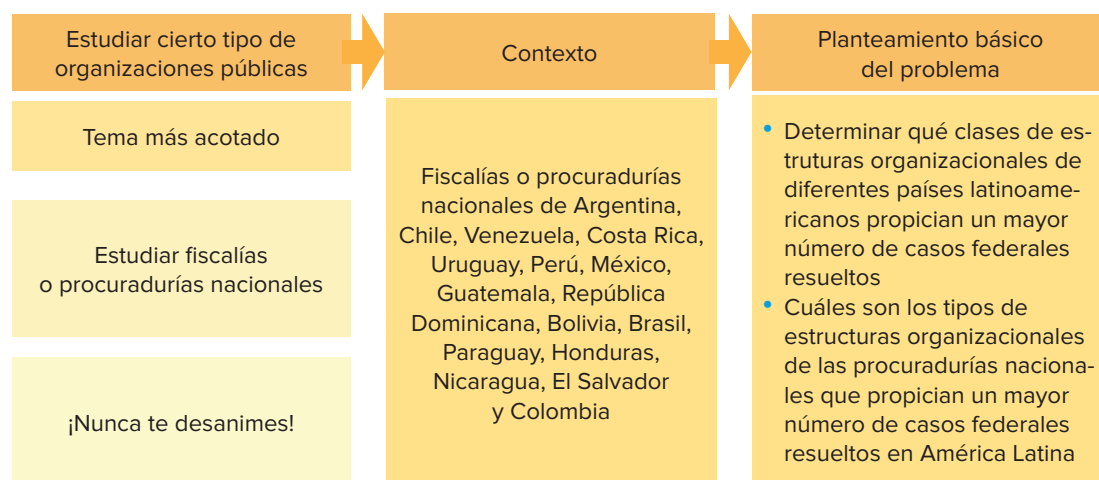 Estudiar cierto tipo de
organizaciones públicas
Tema más acotado
Estudiar fiscalías
o procuradurías nacionales
¡Nunca te desanimes!
Contexto
Fiscalías o procuradurías
nacionales de Argentina,
Chile, Venezuela, Costa Rica,
Uruguay, Perú, México,
Guatemala, República
Dominicana, Bolivia, Brasil,
Paraguay, Honduras,
Nicaragua, El Salvador
y Colombia
Planteamiento básico
del problema
• Determinar qué clases de es-
truturas organizacionales de
diferentes países latinoame-
ricanos propician un mayor
número de casos federales
resueltos
• Cuáles son los tipos de
estructuras organizacionales
de las procuradurías naciona-
les que propician un mayor
número de casos federales
resueltos en América Latina